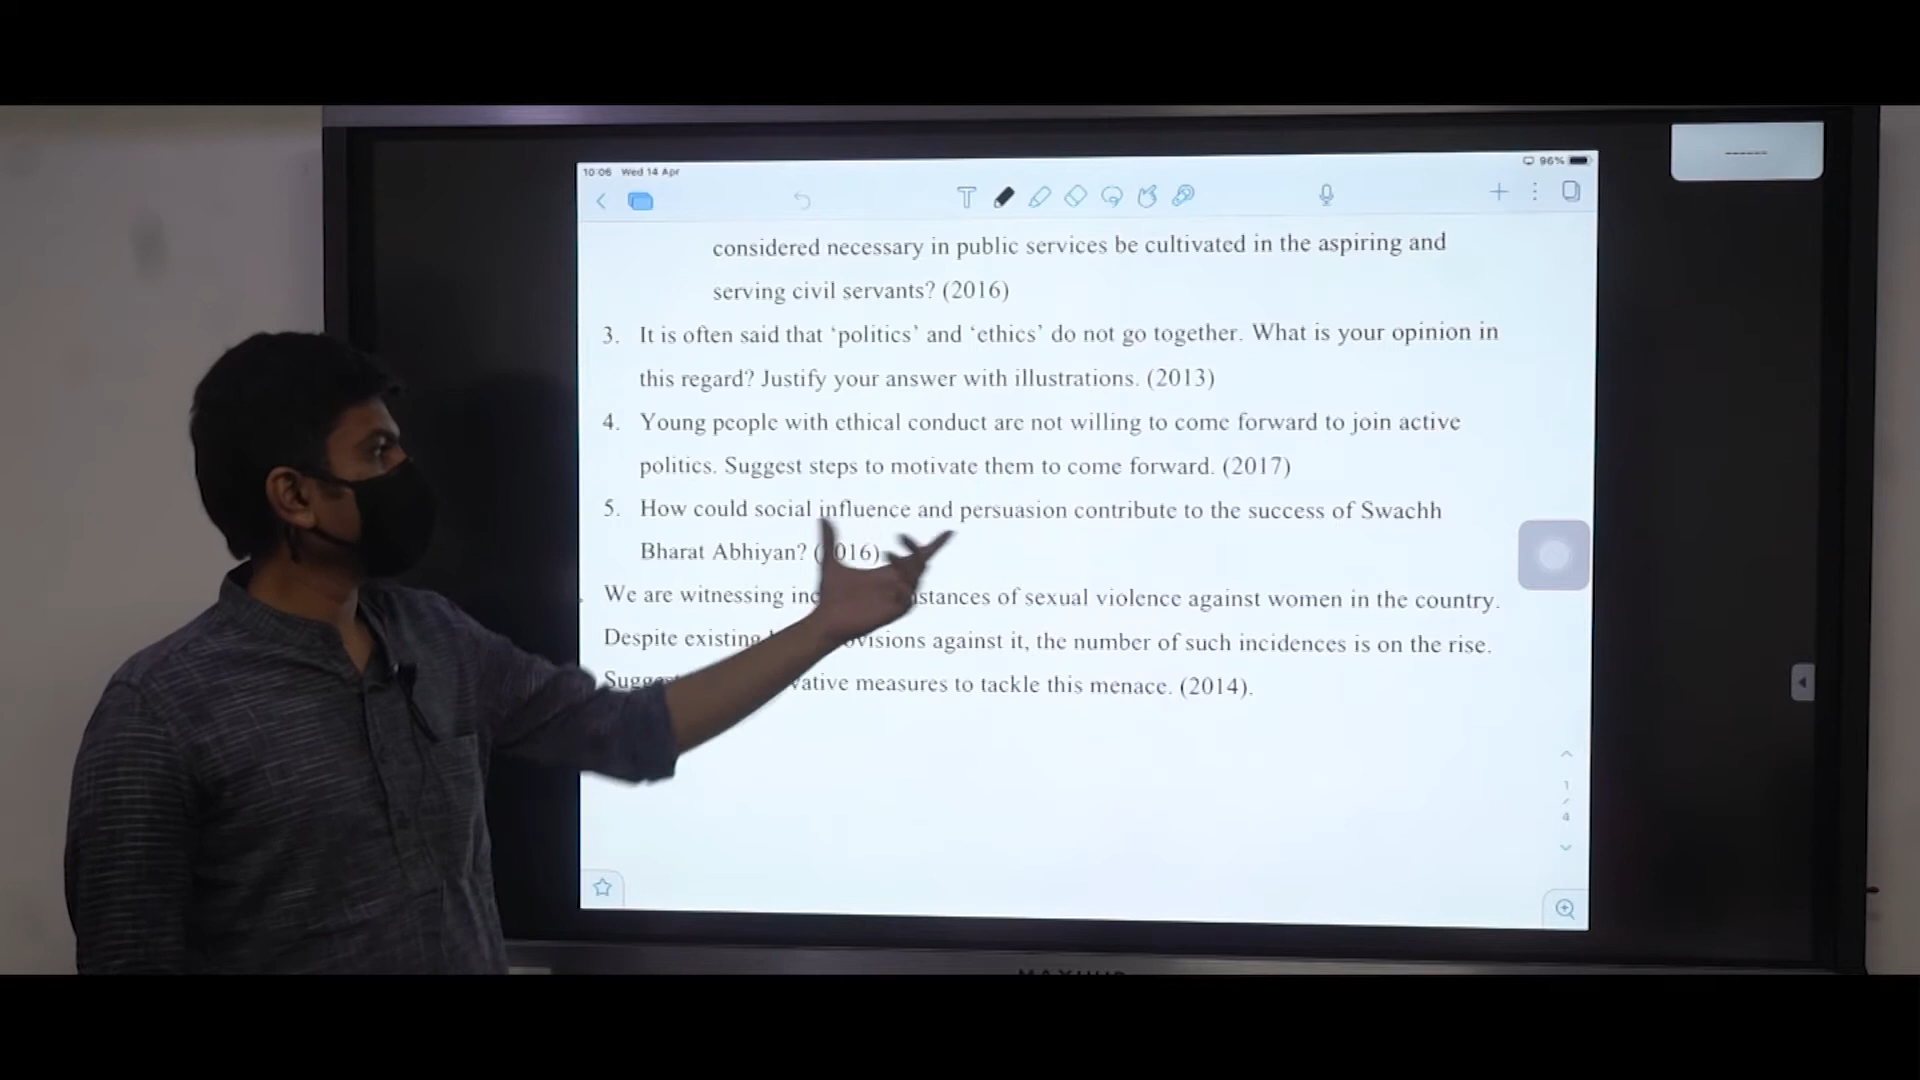 10:06 Wed 14 Apr
96%
considered necessary in public services be cultivated in the aspiring and
serving civil servants? (2016)
3. It is often said that ‘politics’ and ‘ethics’ do not go together. What is your opinion in
this regard? Justify your answer with illustrations. (2013)
4. Young people with ethical conduct are not willing to come forward to join active
politics. Suggest steps to motivate them to come forward. (2017)
5. How could social influence and persuasion contribute to the success of Swachh
Bharat Abhiyan? (2016)
We are witnessing of sexual violence against women in the country.
Despite existing against it, the number of such incidences is on the rise.
measures to tackle this menace. (2014).
1
/
4